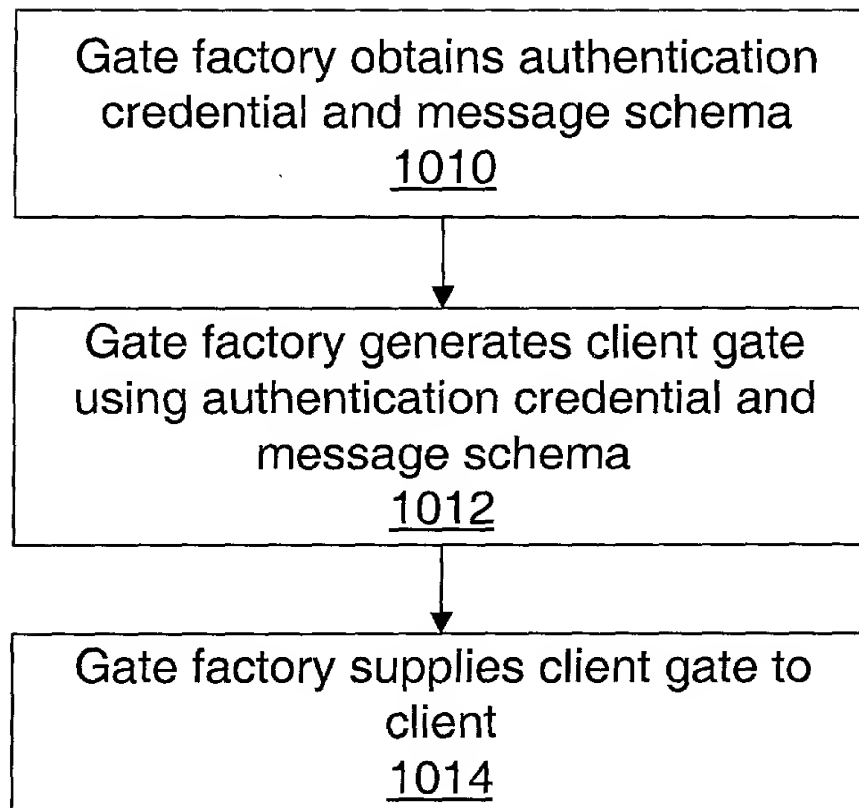 Gate factory obtains authentication
credential and message schema
1010
Gate factory generates client gate
using authentication credential and
message schema
1012
Gate factory supplies client gate to
client
1014